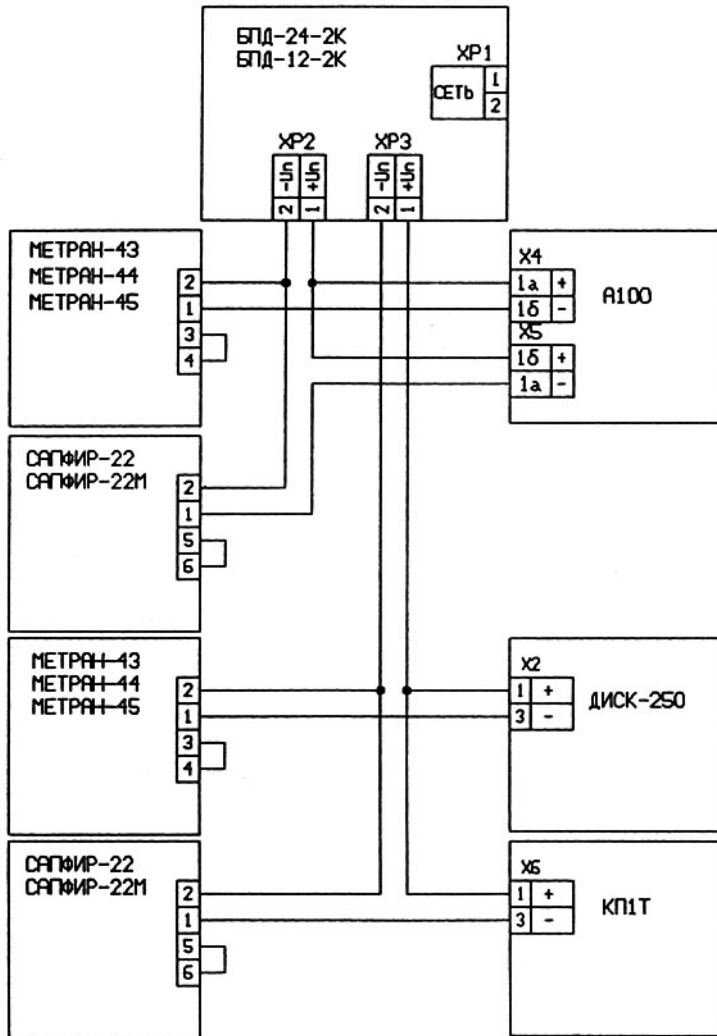 БПД-24-2К
БПД-12-2К
ХР1
СЕТЬ
1
2
ХР2
ХР3
-Uп
+Uп
-Uп
+Uп
2
1
2
1
МЕТРАН-43
МЕТРАН-44
МЕТРАН-45
2
1
3
4
Х4
1а +
1б -
Х5
1б +
1а -
А100
САПФИР-22
САПФИР-22М
2
1
5
6
МЕТРАН-43
МЕТРАН-44
МЕТРАН-45
2
1
3
4
Х2
1 +
3 -
ДИСК-250
САПФИР-22
САПФИР-22М
2
1
5
6
Х6
1 +
3 -
КП1Т